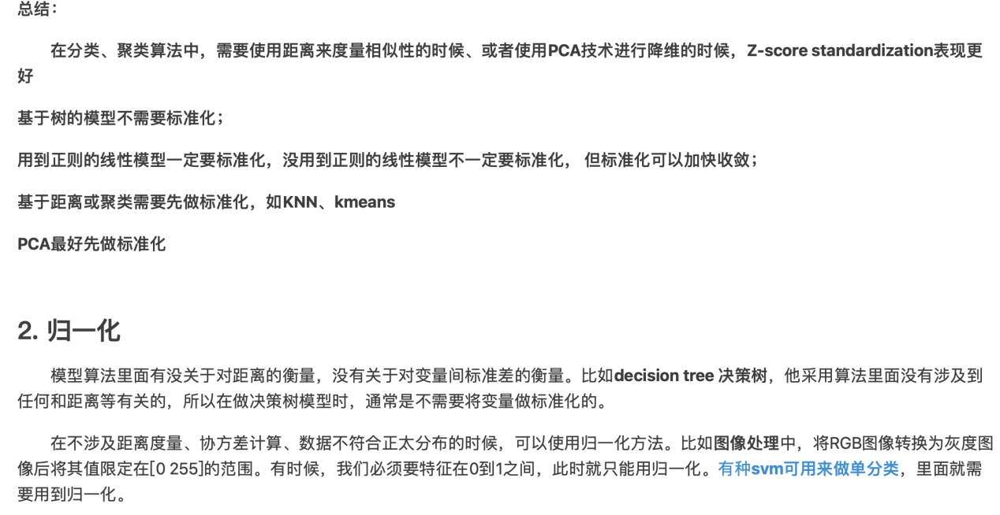 总结：
在分类、聚类算法中，需要使用距离来度量相似性的时候、或者使用PCA技术进行降维的时候，Z-score standardization表现更
好
基于树的模型不需要标准化；
用到正则的线性模型一定要标准化，没用到正则的线性模型不一定要标准化， 但标准化可以加快收敛；
基于距离或聚类需要先做标准化，如KNN、kmeans
PCA最好先做标准化
2. 归一化
模型算法里面有没关于对距离的衡量，没有关于对变量间标准差的衡量。比如decision tree 决策树，他采用算法里面没有涉及到
任何和距离等有关的，所以在做决策树模型时，通常是不需要将变量做标准化的。
在不涉及距离度量、协方差计算、数据不符合正太分布的时候，可以使用归一化方法。比如图像处理中，将RGB图像转换为灰度图
像后将其值限定在[0 255]的范围。有时候，我们必须要特征在0到1之间，此时就只能用归一化。有种svm可用来做单分类，里面就需
要用到归一化。